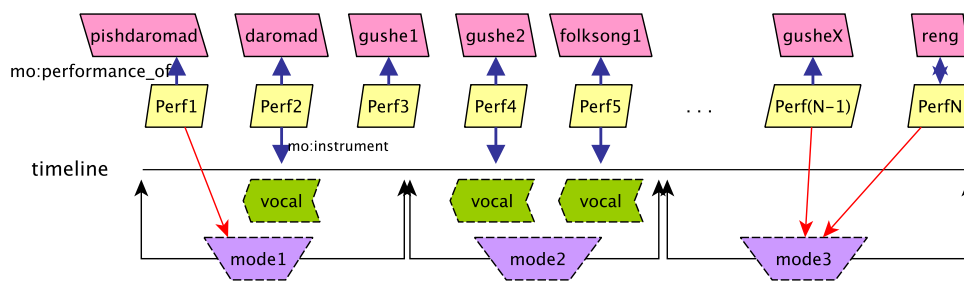 pishdaromad daromad gushe1 gushe2 folksong1 gusheX reng
mo:performance_of
Perf1 Perf2 Perf3 Perf4 Perf5 . . . Perf(N-1) PerfN
mo:instrument
timeline
vocal vocal vocal
mode1 mode2 mode3